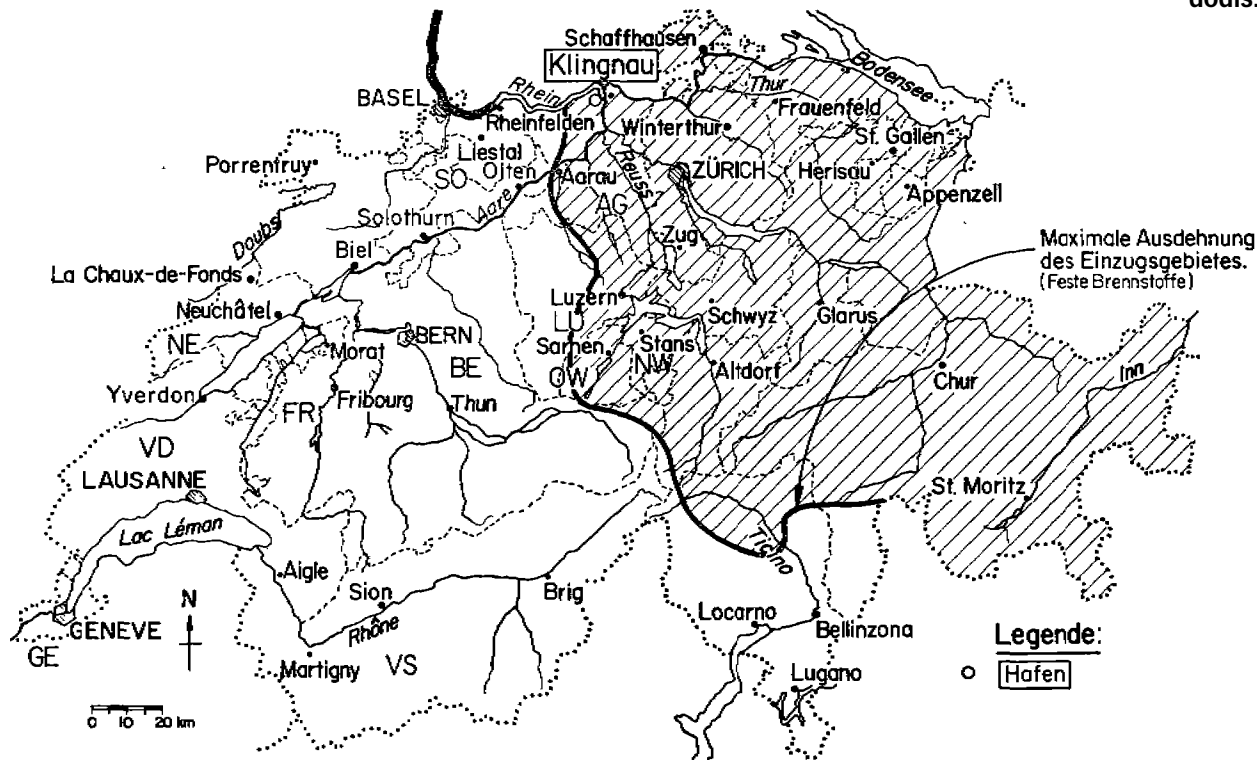 dodis.
Schaffhausen
Klingnau
Bodensee
Rhein
Thur
BASEL
Frauenfeld
Rheinfelden
Winterthur
St. Gallen
Liestal
Porrentruy
Olten
Reuss
ZÜRICH
Herisau
SO
Aarau
AG
Appenzell
Aare
Solothurn
Doubs
Zug
Biel
Maximale Ausdehnung
des Einzugsgebietes.
(Feste Brennstoffe)
La Chaux-de-Fonds
Luzern
Neuchâtel
Schwyz
Glarus
LU
BERN
Stans
NE
Morat
Sarnen
NW
BE
Altdorf
Inn
OW
Chur
Yverdon
FR
Fribourg
Thun
VD
LAUSANNE
St. Moritz
Lac Léman
Ticino
Aigle
Sion
Brig
N
Locarno
Rhône
Bellinzona
GENEVE
Legende:
GE
Martigny
VS
Lugano
Hafen
0 10 20 km